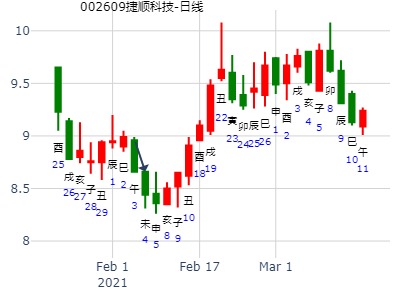 002609捷顺科技-日线
10
9.5
9
8.5
8
酉
25
戌
26
亥
27
子
28
丑
29
辰
1
巳
2
午
3
未
4
申
5
亥
8
子
9
丑
10
酉
18
戌
19
丑
22
寅
23
卯
24
辰
25
巳
26
申
1
酉
2
戌
3
亥
4
子
5
卯
8
辰
9
巳
10
午
11
Feb 1
2021
Feb 17
Mar 1